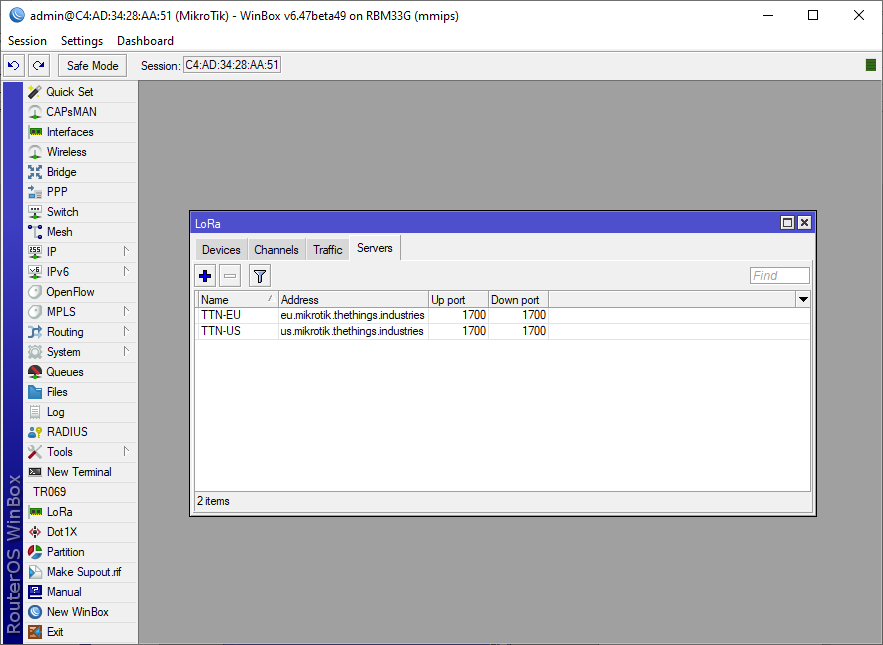 admin@C4:AD:34:28:AA:51 (MikroTik) - WinBox v6.47beta49 on RBM33G (mmips)
Session Settings Dashboard
Safe Mode Session: C4:AD:34:28:AA:51
Quick Set
CAPsMAN
Interfaces
Wireless
Bridge
PPP
Switch
Mesh
IP
IPv6
OpenFlow
MPLS
Routing
System
Queues
Files
Log
RADIUS
Tools
New Terminal
TR069
LoRa
Dot1X
Partition
Make Supout.rif
Manual
New WinBox
Exit
RouterOS WinBox
LoRa
Devices Channels Traffic Servers
Find
Name Address Up port Down port
TTN-EU eu.mikrotik.thethings.industries 1700 1700
TTN-US us.mikrotik.thethings.industries 1700 1700
2 items